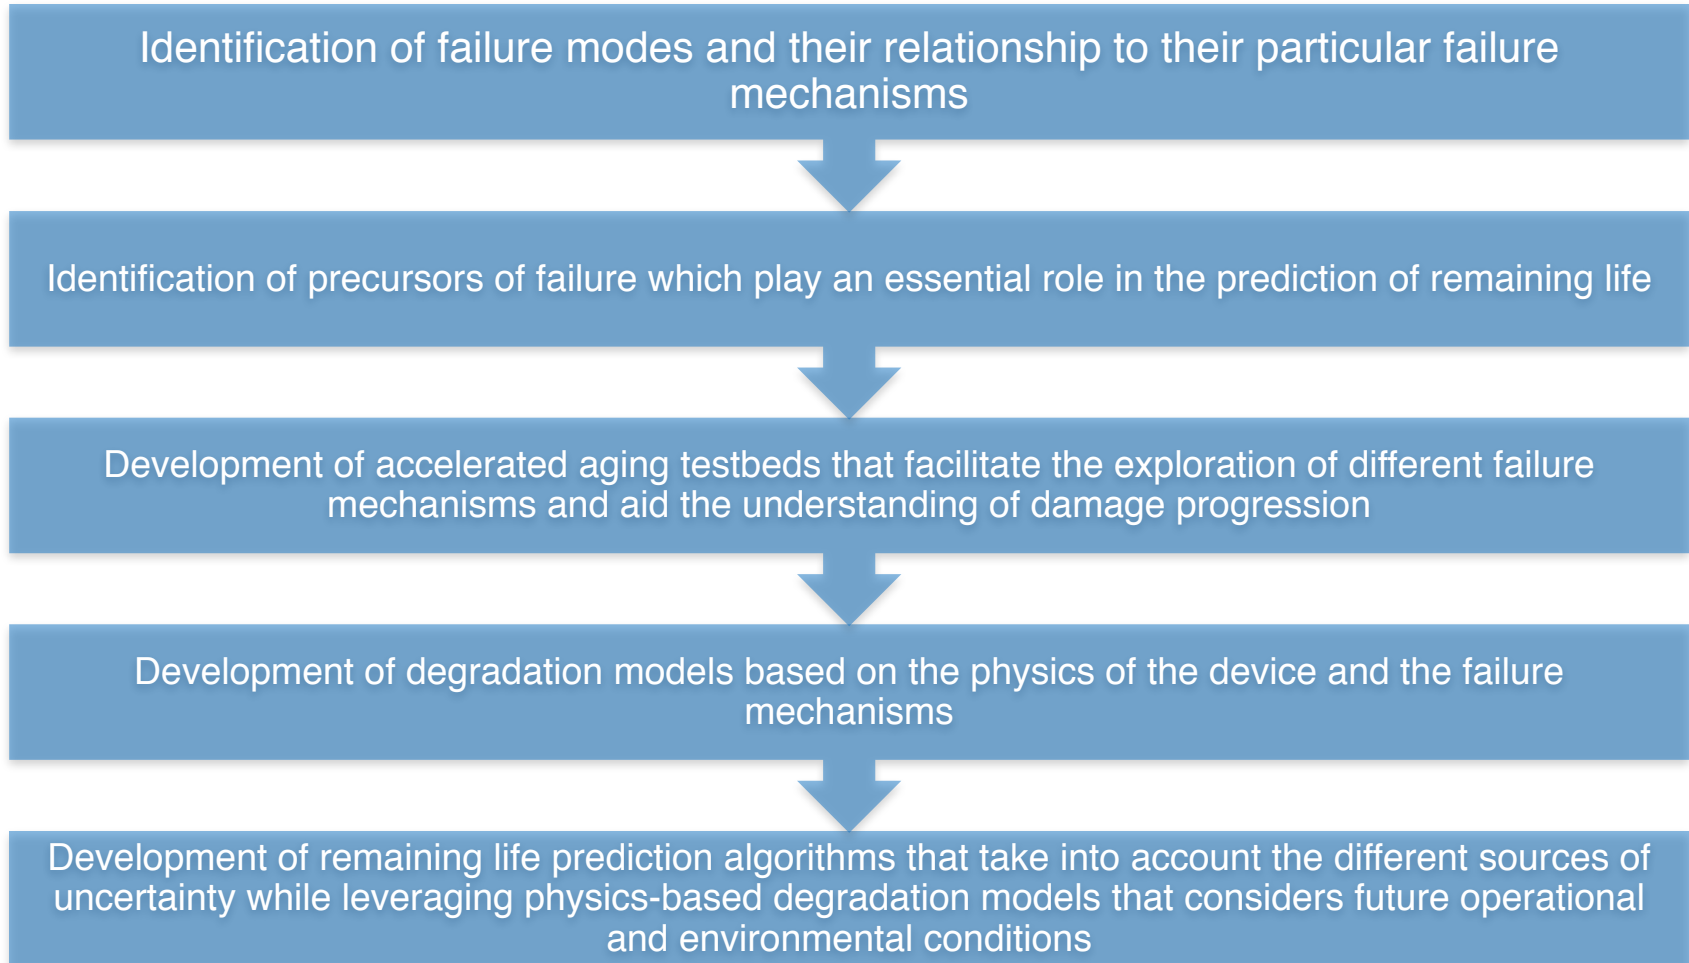 Identification of failure modes and their relationship to their particular failure
mechanisms
Identification of precursors of failure which play an essential role in the prediction of remaining life
Development of accelerated aging testbeds that facilitate the exploration of different failure
mechanisms and aid the understanding of damage progression
Development of degradation models based on the physics of the device and the failure
mechanisms
Development of remaining life prediction algorithms that take into account the different sources of
uncertainty while leveraging physics-based degradation models that considers future operational
and environmental conditions